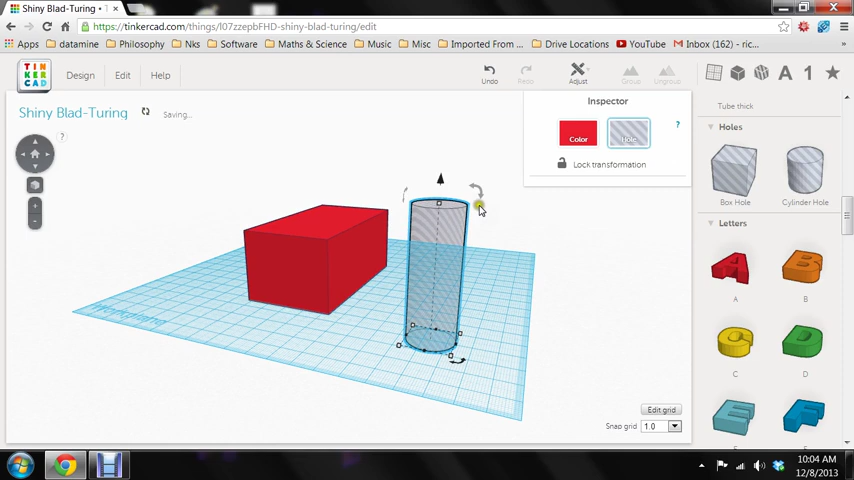 Shiny Blad-Turing
https://tinkercad.com/things/l07zzepbFHD-shiny-blad-turing/edit
Apps datamine Philosophy Nks Software Maths & Science Music Misc Imported From ... Drive Locations YouTube Inbox (162) - ric...
TIN
KER
CAD
Design Edit Help
Undo Redo Adjust Group Ungroup
Shiny Blad-Turing
Saving...
Inspector
Color
Hole
?
Lock transformation
?
Tube thick
Holes
Box Hole Cylinder Hole
Letters
A B
C D
Workplane
Edit grid
Snap grid 1.0
10:04 AM
12/8/2013